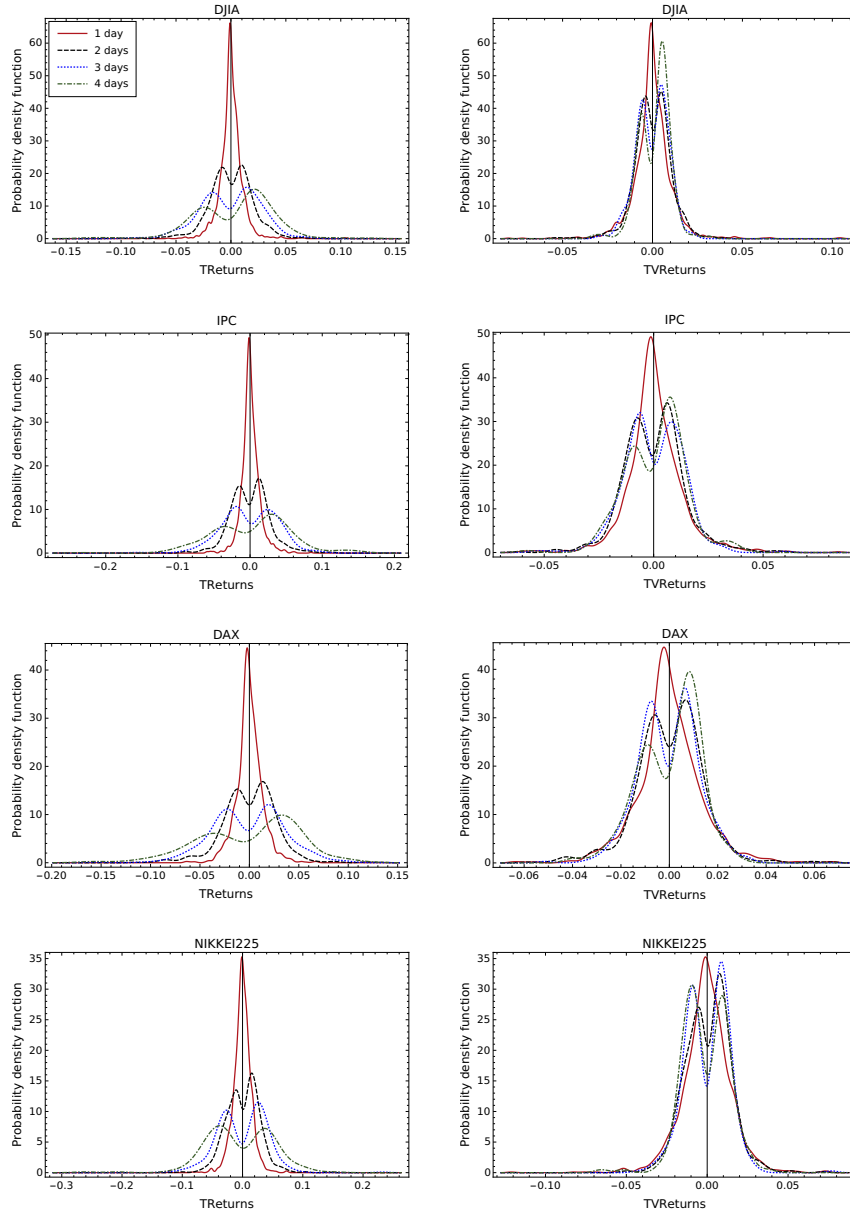 DJIA
Probability density function
60
50
40
30
20
10
0
1 day
2 days
3 days
4 days
−0.15 −0.10 −0.05 0.00 0.05 0.10 0.15
TReturns
DJIA
Probability density function
60
50
40
30
20
10
0
−0.05 0.00 0.05 0.10
TVReturns
IPC
Probability density function
50
40
30
20
10
0
−0.2 −0.1 0.0 0.1 0.2
TReturns
IPC
Probability density function
50
40
30
20
10
0
−0.05 0.00 0.05
TVReturns
DAX
Probability density function
40
30
20
10
0
−0.20 −0.15 −0.10 −0.05 0.00 0.05 0.10 0.15
TReturns
DAX
Probability density function
40
30
20
10
0
−0.06 −0.04 −0.02 0.00 0.02 0.04 0.06
TVReturns
NIKKEI225
Probability density function
35
30
25
20
15
10
5
0
−0.3 −0.2 −0.1 0.0 0.1 0.2
TReturns
NIKKEI225
Probability density function
35
30
25
20
15
10
5
0
−0.10 −0.05 0.00 0.05
TVReturns